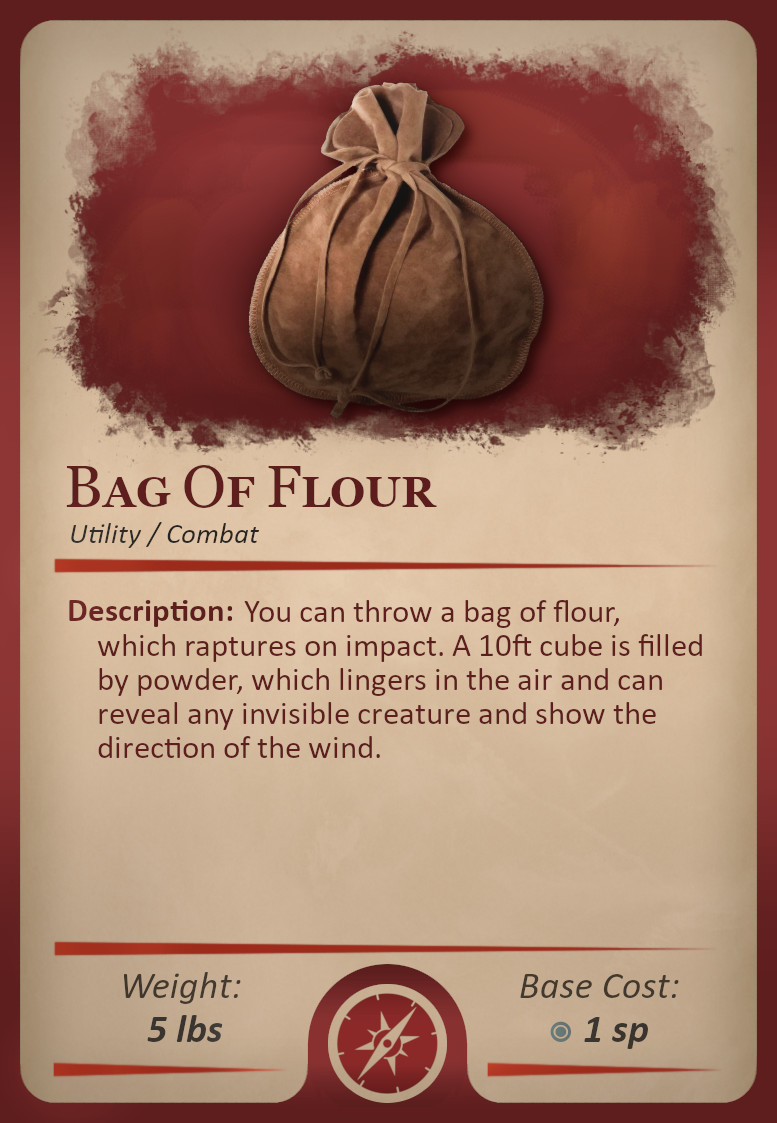 Bag Of Flour
Utility / Combat
Description: You can throw a bag of flour,
which raptures on impact. A 10ft cube is filled
by powder, which lingers in the air and can
reveal any invisible creature and show the
direction of the wind.
Weight:
5 lbs
Base Cost:
1 sp